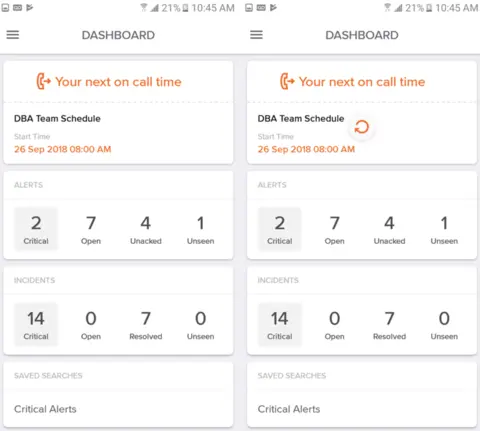 21% 10:45 AM
DASHBOARD
Your next on call time
DBA Team Schedule
Start Time
26 Sep 2018 08:00 AM
ALERTS
2 7 4 1
Critical Open Unacked Unseen
INCIDENTS
14 0 7 0
Critical Open Resolved Unseen
SAVED SEARCHES
Critical Alerts
21% 10:45 AM
DASHBOARD
Your next on call time
DBA Team Schedule
Start Time
26 Sep 2018 08:00 AM
ALERTS
2 7 4 1
Critical Open Unacked Unseen
INCIDENTS
14 0 7 0
Critical Open Resolved Unseen
SAVED SEARCHES
Critical Alerts